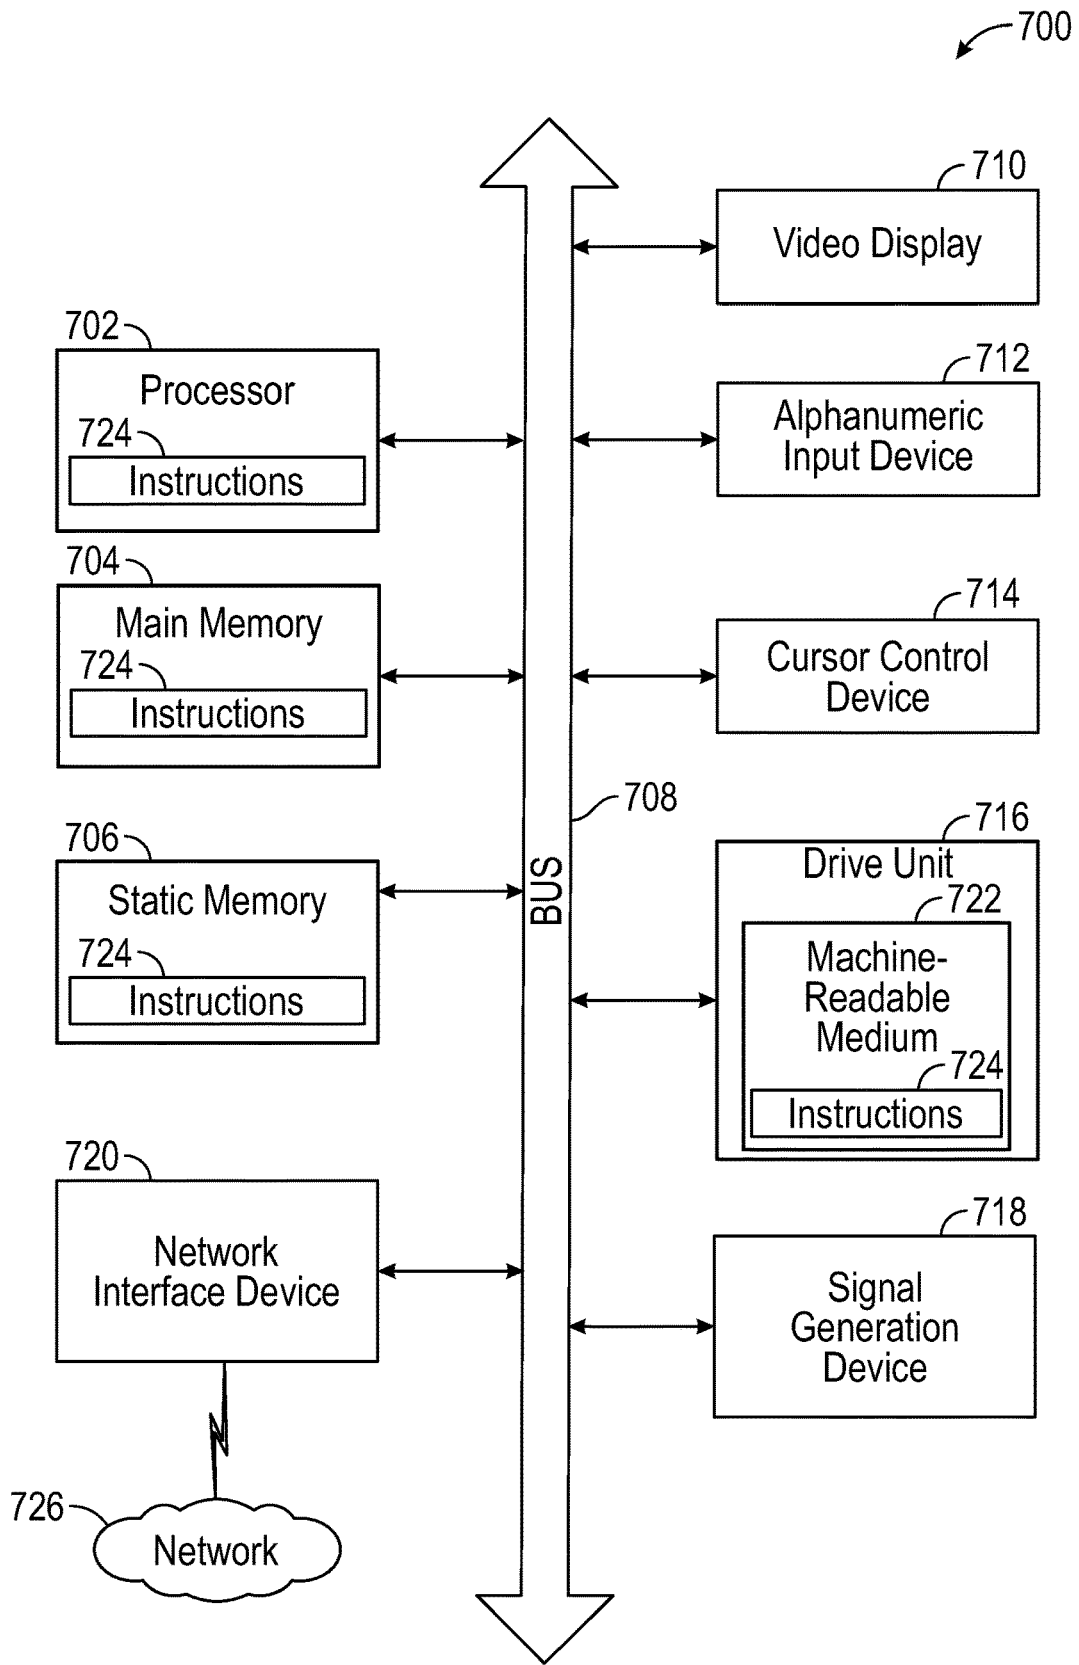 700
710
Video Display
702
Processor
724
Instructions
712
Alphanumeric
Input Device
704
Main Memory
724
Instructions
714
Cursor Control
Device
708
BUS
706
Static Memory
724
Instructions
716
Drive Unit
722
Machine-
Readable
Medium
724
Instructions
720
Network
Interface Device
718
Signal
Generation
Device
726
Network